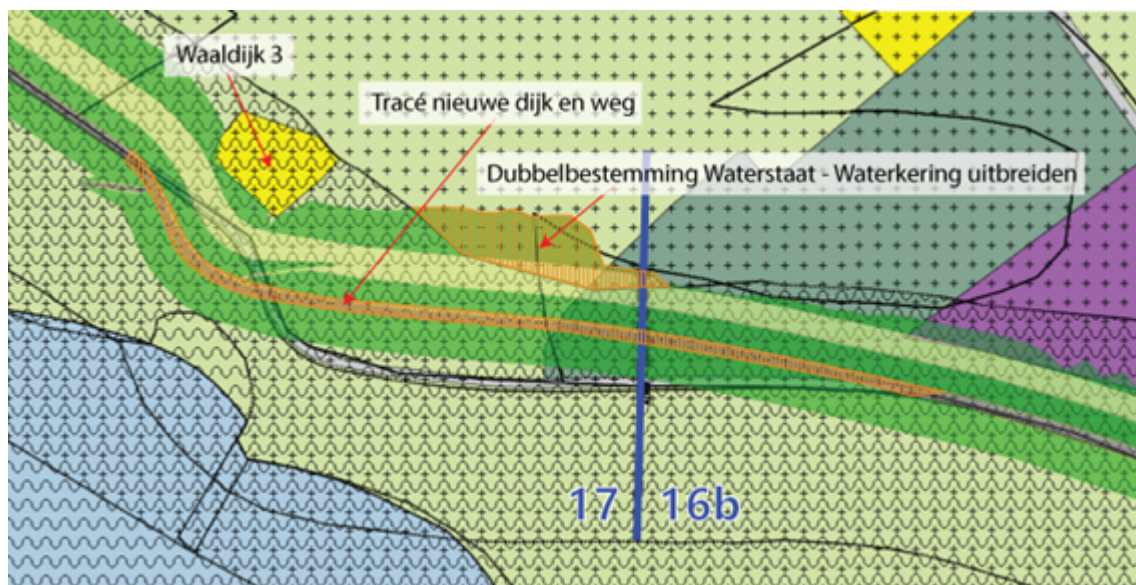 Waaldijk 3
Tracé nieuwe dijk en weg
Dubbelbestemming Waterstaat - Waterkering uitbreiden
17 16b